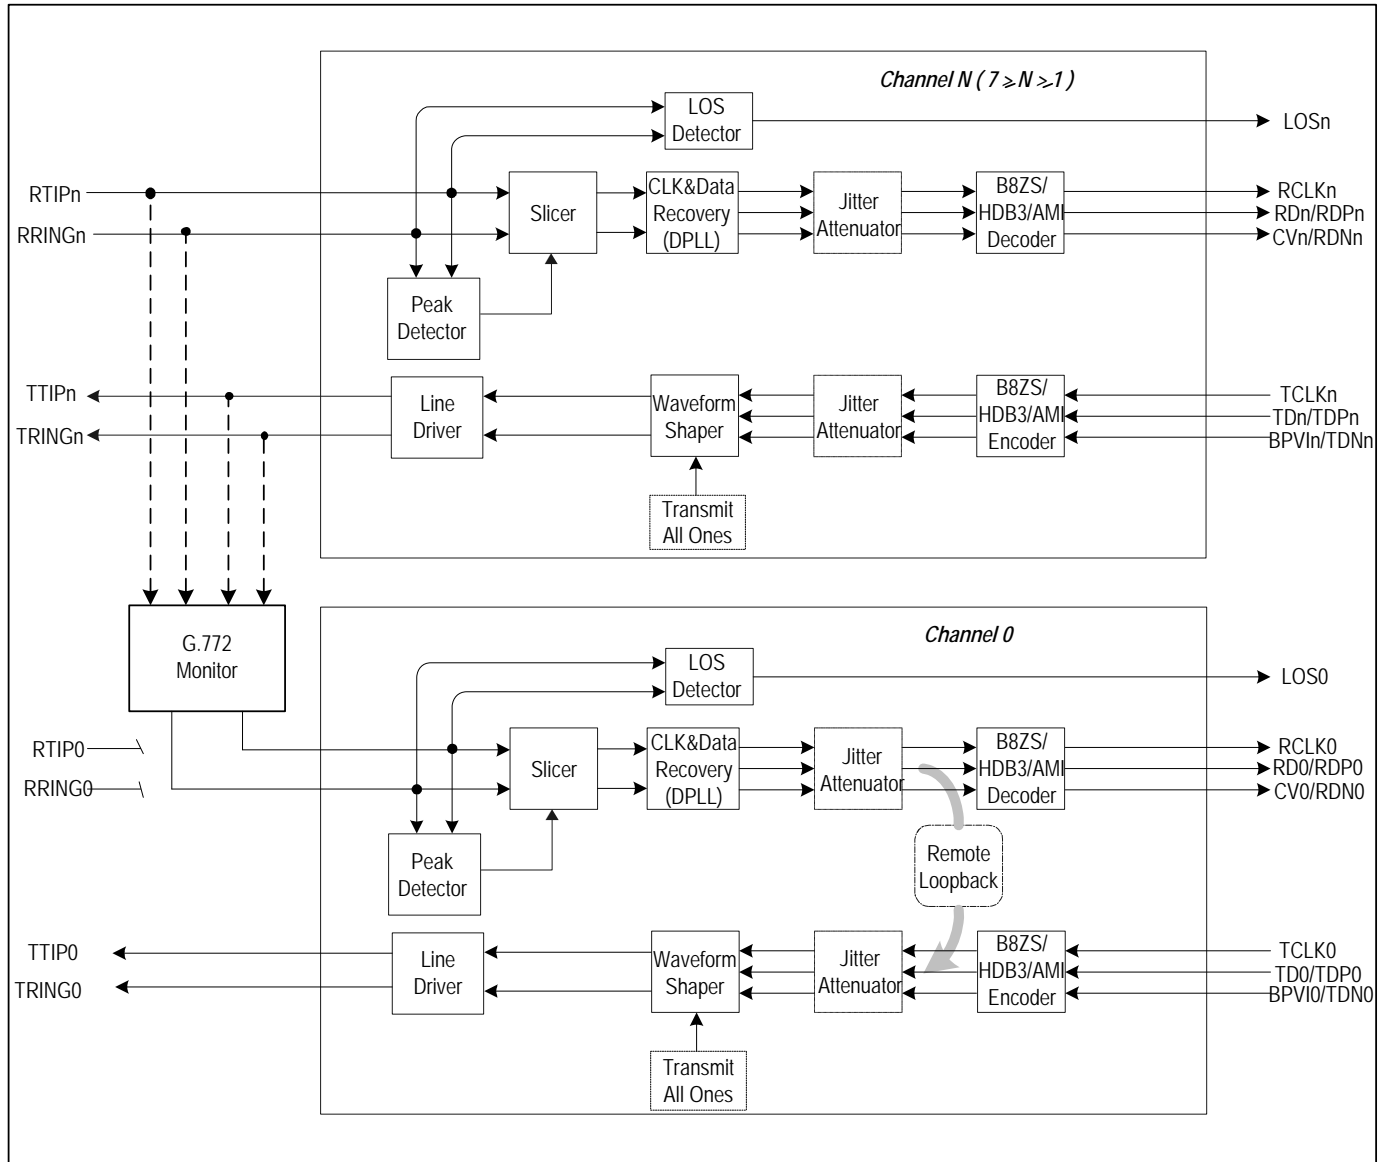 Channel N ( 7 ⩾ N ⩾ 1 )
LOS
Detector
LOSn
RTIPn
RRINGn
Slicer
CLK&Data
Recovery
(DPLL)
Jitter
Attenuator
B8ZS/
HDB3/AMI
Decoder
RCLKn
RDn/RDPn
CVn/RDNn
Peak
Detector
TTIPn
TRINGn
Line
Driver
Waveform
Shaper
Jitter
Attenuator
B8ZS/
HDB3/AMI
Encoder
TCLKn
TDn/TDPn
BPVIn/TDNn
Transmit
All Ones
G.772
Monitor
Channel 0
LOS
Detector
LOS0
RTIP0
RRING0
Slicer
CLK&Data
Recovery
(DPLL)
Jitter
Attenuator
B8ZS/
HDB3/AMI
Decoder
RCLK0
RD0/RDP0
CV0/RDN0
Peak
Detector
Remote
Loopback
TTIP0
TRING0
Line
Driver
Waveform
Shaper
Jitter
Attenuator
B8ZS/
HDB3/AMI
Encoder
TCLK0
TD0/TDP0
BPVI0/TDN0
Transmit
All Ones